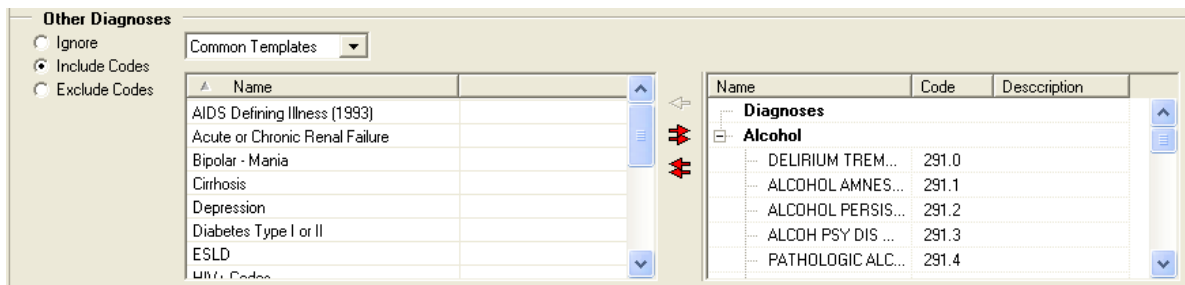 Other Diagnoses
Ignore
Include Codes
Exclude Codes
Common Templates
Name
AIDS Defining Illness (1993)
Acute or Chronic Renal Failure
Bipolar - Mania
Cirrhosis
Depression
Diabetes Type I or II
ESLD
HIV+ Codes
Name Code Desccription
Diagnoses
Alcohol
DELIRIUM TREM... 291.0
ALCOHOL AMNES... 291.1
ALCOHOL PERSIS... 291.2
ALCOH PSY DIS ... 291.3
PATHOLOGIC ALC... 291.4